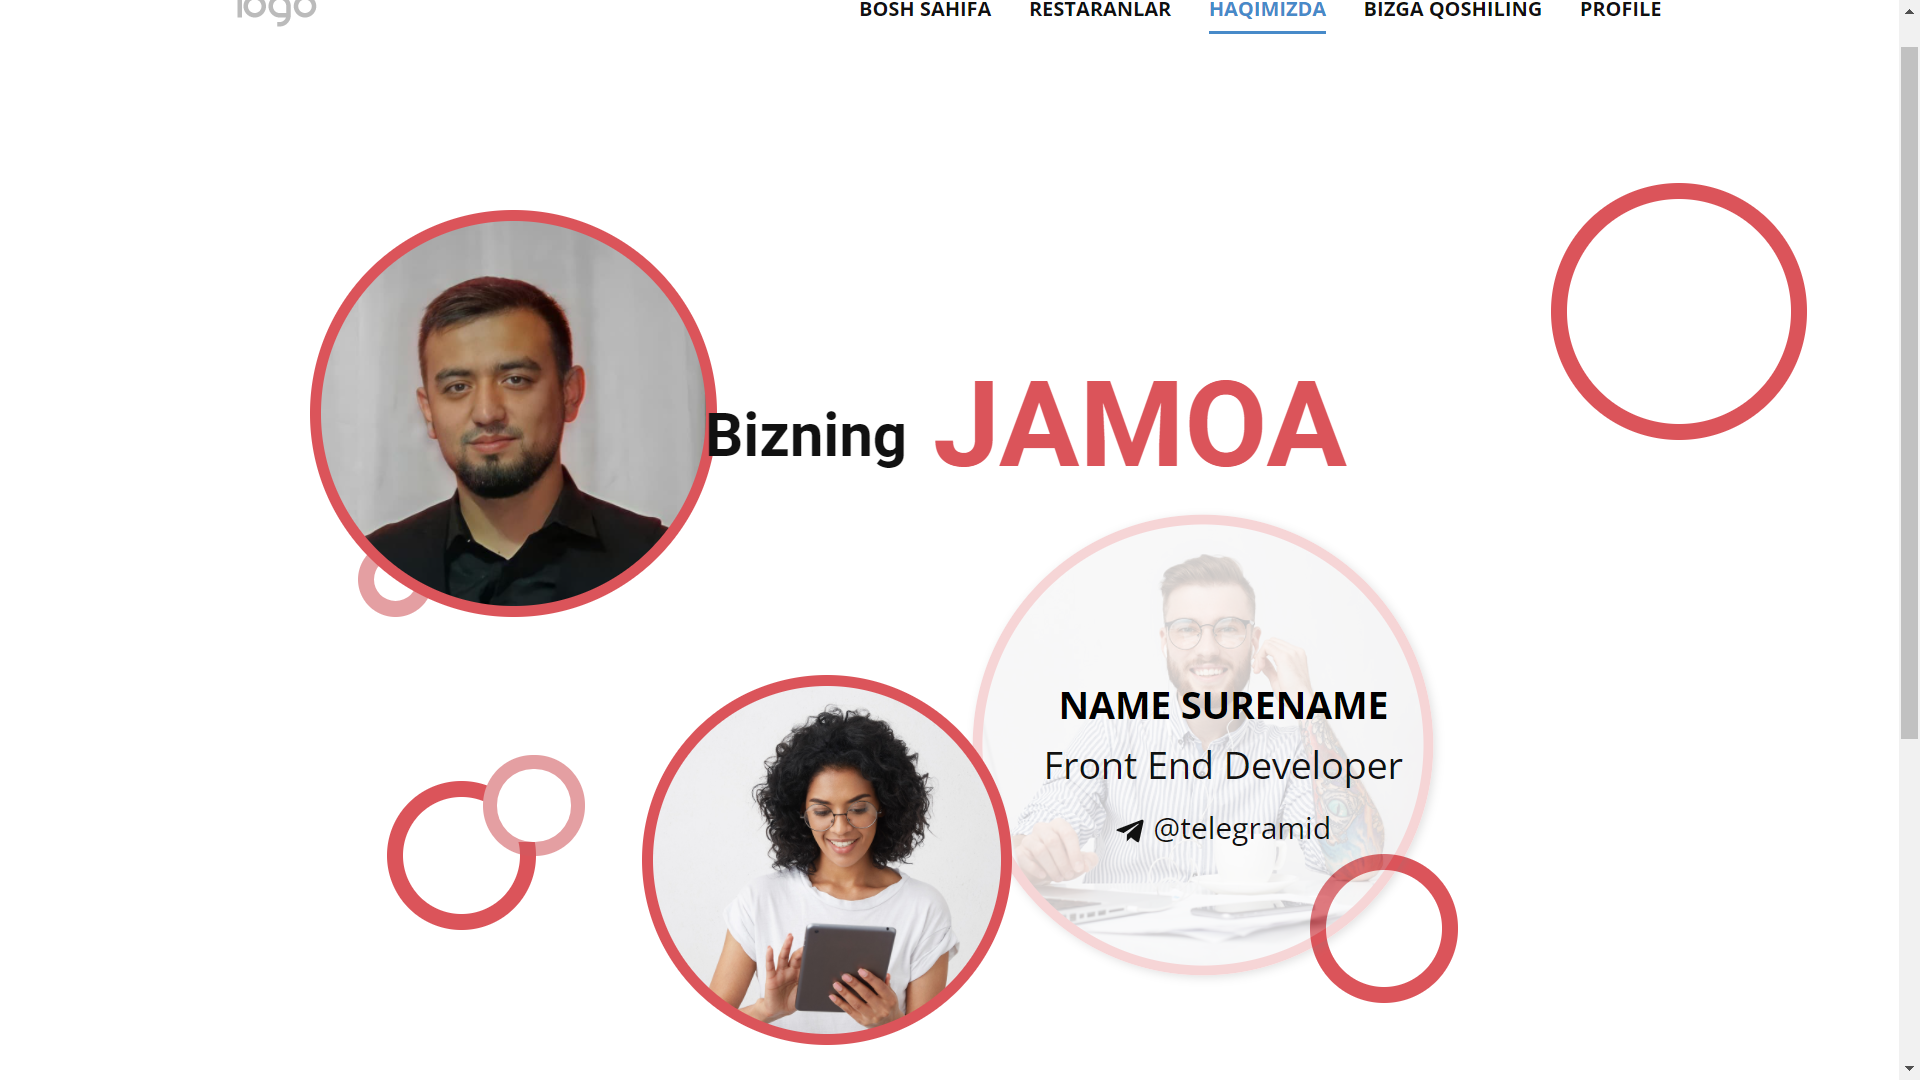 logo
BOSH SAHIFA RESTARANLAR HAQIMIZDA BIZGA QOSHILING PROFILE
Bizning JAMOA
NAME SURENAME
Front End Developer
@telegramid